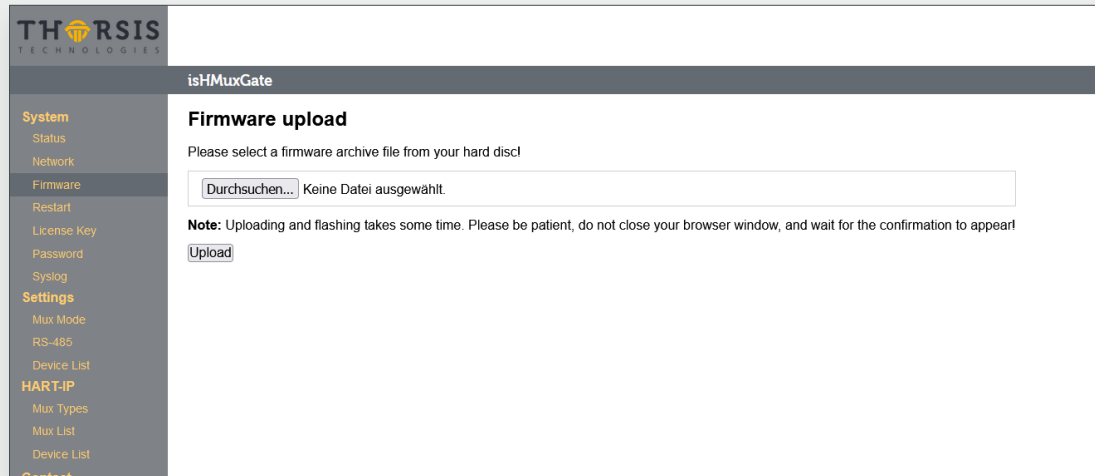 THORSIS
TECHNOLOGIES
isHMuxGate
System
Status
Network
Firmware
Restart
License Key
Password
Syslog
Settings
Mux Mode
RS-485
Device List
HART-IP
Mux Types
Mux List
Device List
Contact
Firmware upload
Please select a firmware archive file from your hard disc!
Durchsuchen... Keine Datei ausgewählt.
Note: Uploading and flashing takes some time. Please be patient, do not close your browser window, and wait for the confirmation to appear!
Upload